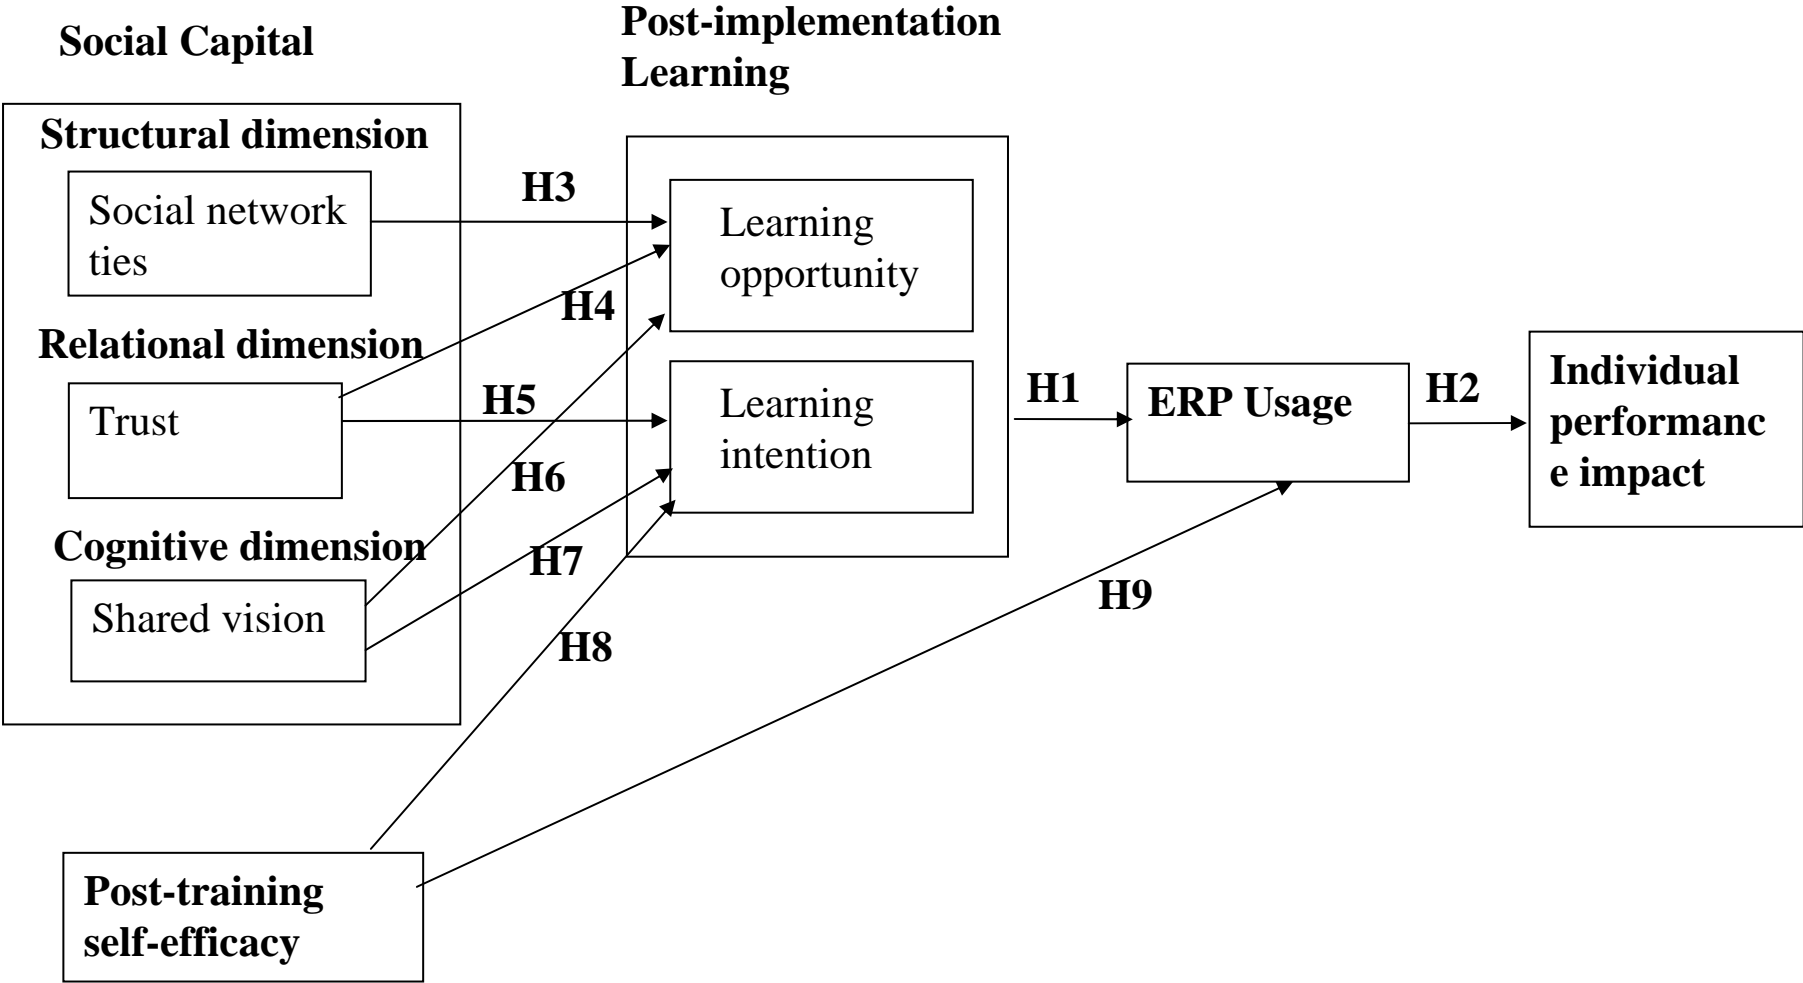 Social Capital
Post-implementation
Learning
Structural dimension
Social network
ties
Relational dimension
Trust
Cognitive dimension
Shared vision
H3
H4
H5
H6
H7
H8
Learning
opportunity
Learning
intention
H1
ERP Usage
H2
Individual
performanc
e impact
H9
Post-training
self-efficacy